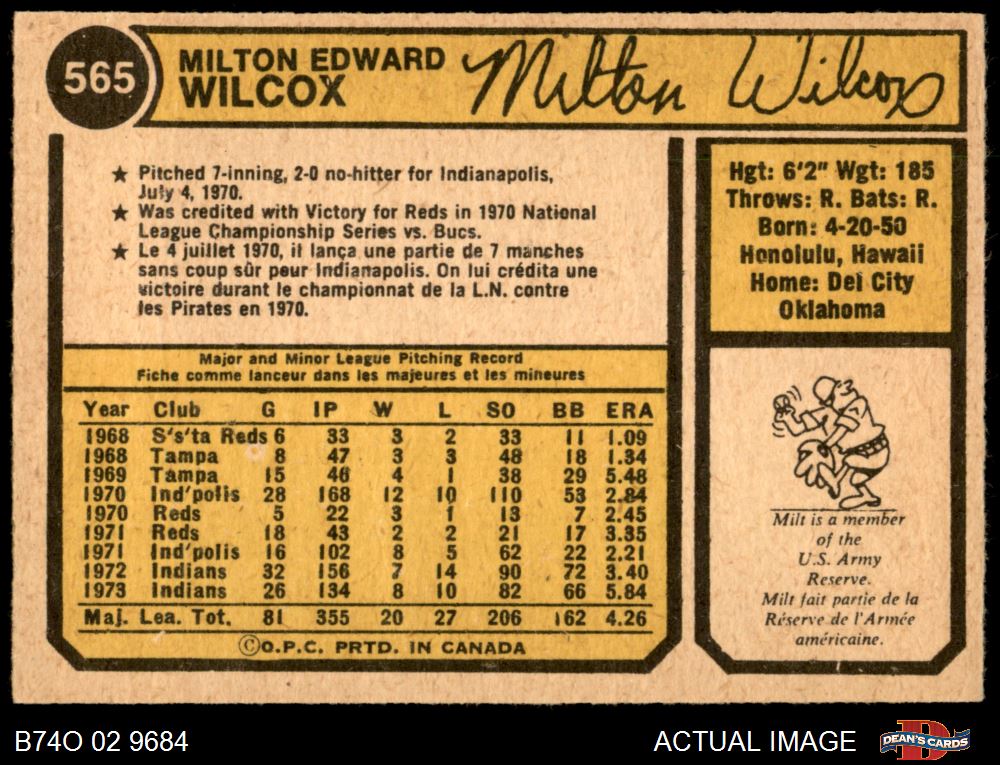 565
MILTON EDWARD
WILCOX
Milton Wilcox
★ Pitched 7-inning, 2-0 no-hitter for Indianapolis,
July 4, 1970.
★ Was credited with Victory for Reds in 1970 National
League Championship Series vs. Bucs.
★ Le 4 juillet 1970, il lança une partie de 7 manches
sans coup sûr peur Indianapolis. On lui crédita une
victoire durant le championnat de la L.N. contre
les Pirates en 1970.
Hgt: 6'2" Wgt: 185
Throws: R. Bats: R.
Born: 4-20-50
Honolulu, Hawaii
Home: Del City
Oklahoma
Major and Minor League Pitching Record
Fiche comme lanceur dans les majeures et les mineures
Year Club G IP W L SO BB ERA
1968 S's'ta Reds 6 33 3 2 33 11 1.09
1968 Tampa 8 47 3 3 48 18 1.34
1969 Tampa 15 46 4 1 38 29 5.48
1970 Ind'polis 28 168 12 10 110 53 2.84
1970 Reds 5 22 3 1 13 7 2.45
1971 Reds 18 43 2 2 21 17 3.35
1971 Ind'polis 16 102 8 5 62 22 2.21
1972 Indians 32 156 7 14 90 72 3.40
1973 Indians 26 134 8 10 82 66 5.84
Maj. Lea. Tot. 81 355 20 27 206 162 4.26
©O.P.C. PRTD. IN CANADA
Milt is a member
of the
U.S. Army
Reserve.
Milt fait partie de la
Réserve de l'Armée
américaine.
B74O 02 9684
ACTUAL IMAGE
DEAN'S CARDS